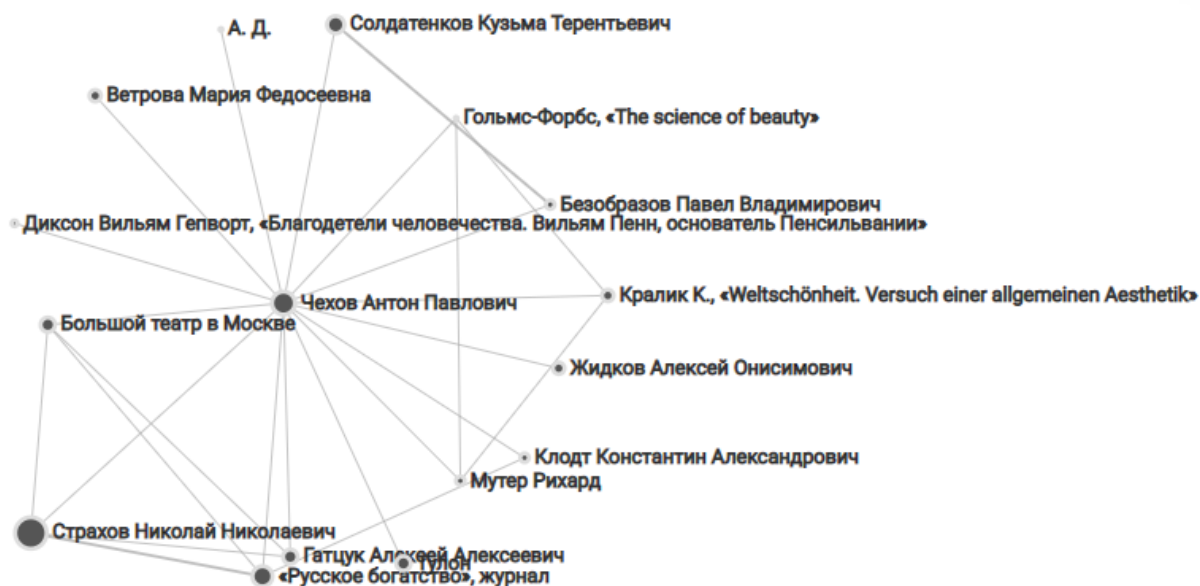 А. Д.
Солдатенков Кузьма Терентьевич
Ветрова Мария Федосеевна
Гольмс-Форбс, «The science of beauty»
Безобразов Павел Владимирович
Диксон Вильям Гепворт, «Благодетели человечества. Вильям Пенн, основатель Пенсильвании»
Кралик К., «Weltschönheit. Versuch einer allgemeinen Aesthetik»
Чехов Антон Павлович
Большой театр в Москве
Жидков Алексей Онисимович
Клодт Константин Александрович
Мутер Рихард
Страхов Николай Николаевич
Гатцук Алексей Алексеевич
Тулон
«Русское богатство», журнал